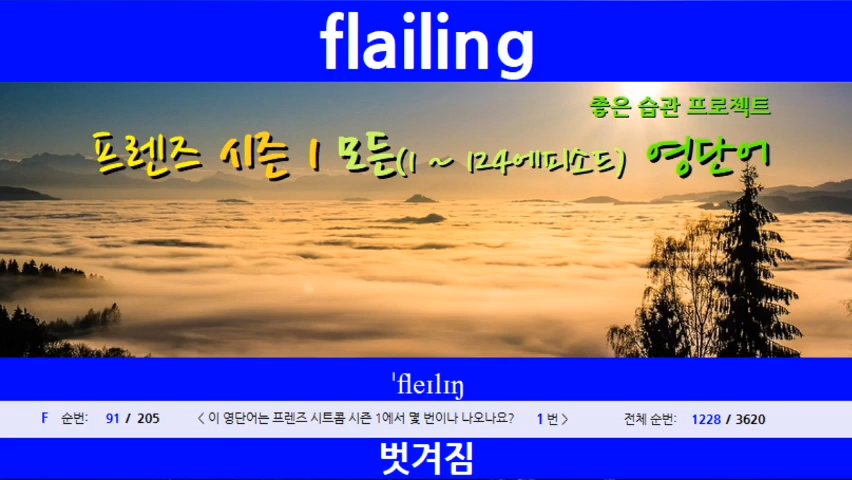 flailing
좋은 습관 프로젝트
프렌즈 시즌 1 모든(1 ~ 124에피소드) 영단어
ˈfleɪlɪŋ
F 순번: 91 / 205 < 이 영단어는 프렌즈 시트콤 시즌 1에서 몇 번이나 나오나요? 1 번 > 전체 순번: 1228 / 3620
벗겨짐